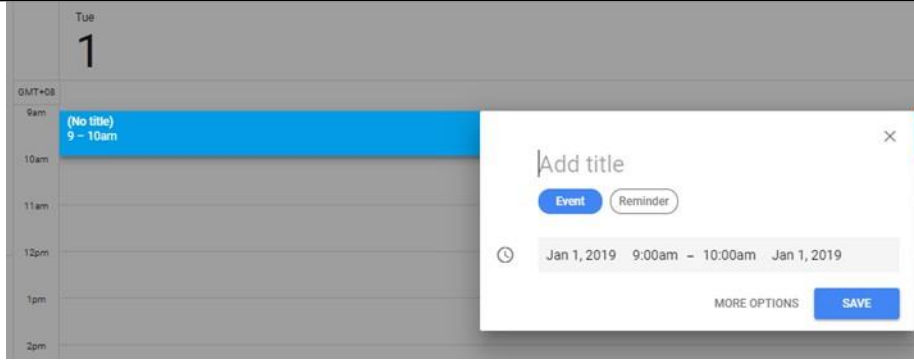 Tue
1
GMT+08
9am
(No title)
9 – 10am
10am
11am
12pm
1pm
2pm
Add title
Event Reminder
Jan 1, 2019 9:00am – 10:00am Jan 1, 2019
MORE OPTIONS SAVE